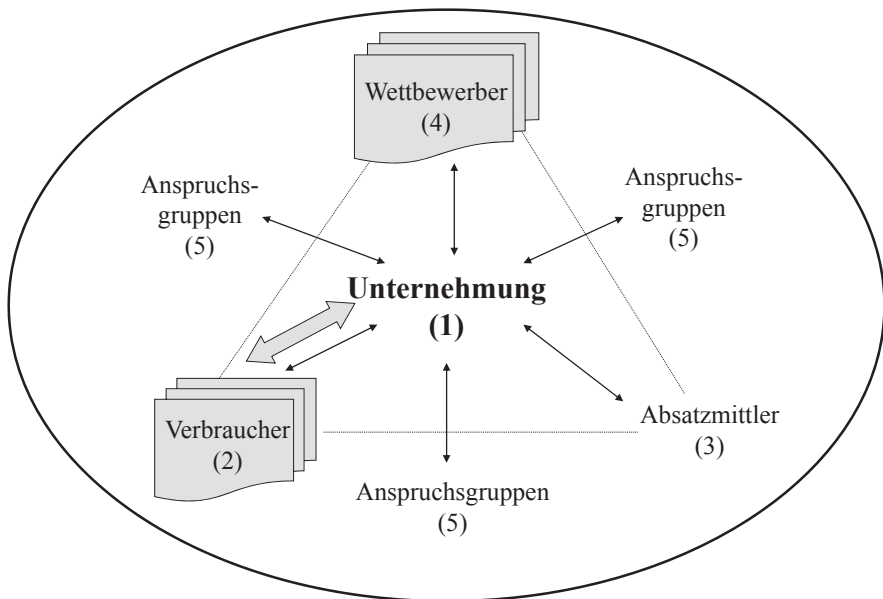 Wettbewerber
(4)
Anspruchs-
gruppen
(5)
Anspruchs-
gruppen
(5)
Unternehmung
(1)
Verbraucher
(2)
Absatzmittler
(3)
Anspruchsgruppen
(5)